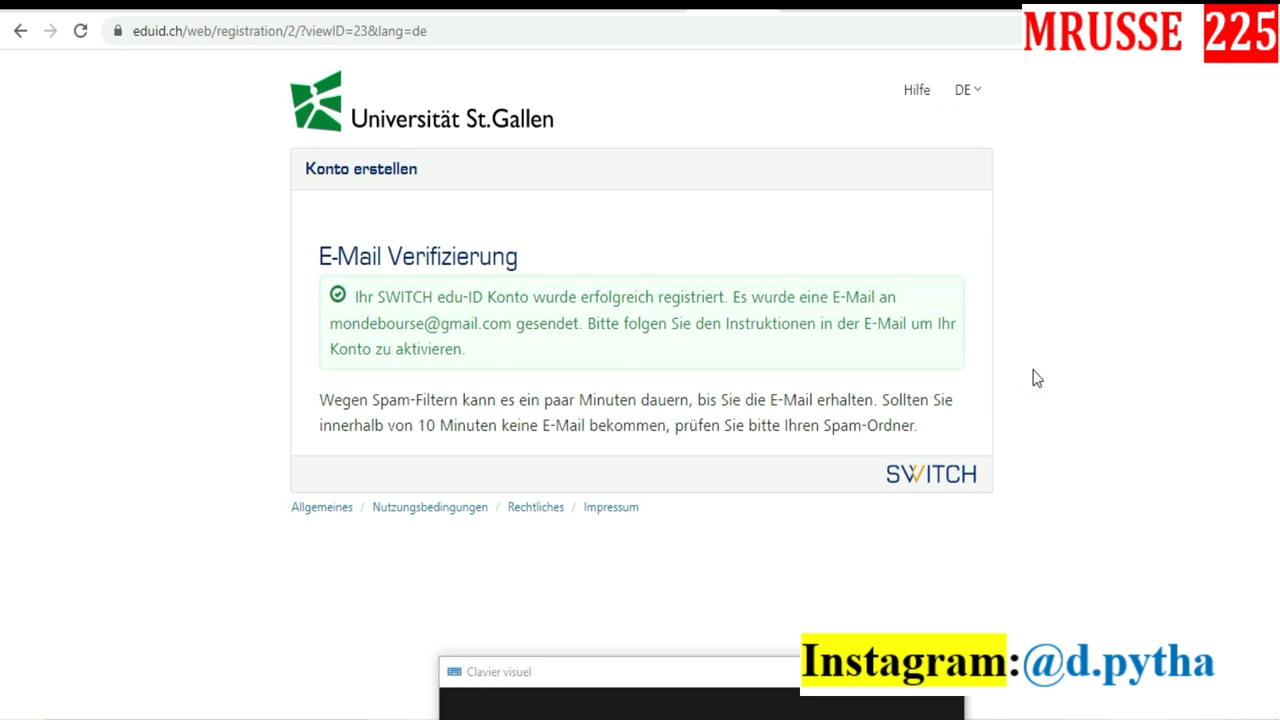 eduid.ch/web/registration/2/?viewID=23&lang=de
MRUSSE 225
Hilfe DE
Universität St.Gallen
Konto erstellen
E-Mail Verifizierung
Ihr SWITCH edu-ID Konto wurde erfolgreich registriert. Es wurde eine E-Mail an
mondebourse@gmail.com gesendet. Bitte folgen Sie den Instruktionen in der E-Mail um Ihr
Konto zu aktivieren.
Wegen Spam-Filtern kann es ein paar Minuten dauern, bis Sie die E-Mail erhalten. Sollten Sie
innerhalb von 10 Minuten keine E-Mail bekommen, prüfen Sie bitte Ihren Spam-Ordner.
SWITCH
Allgemeines / Nutzungsbedingungen / Rechtliches / Impressum
Clavier visuel
Instagram:@d.pytha